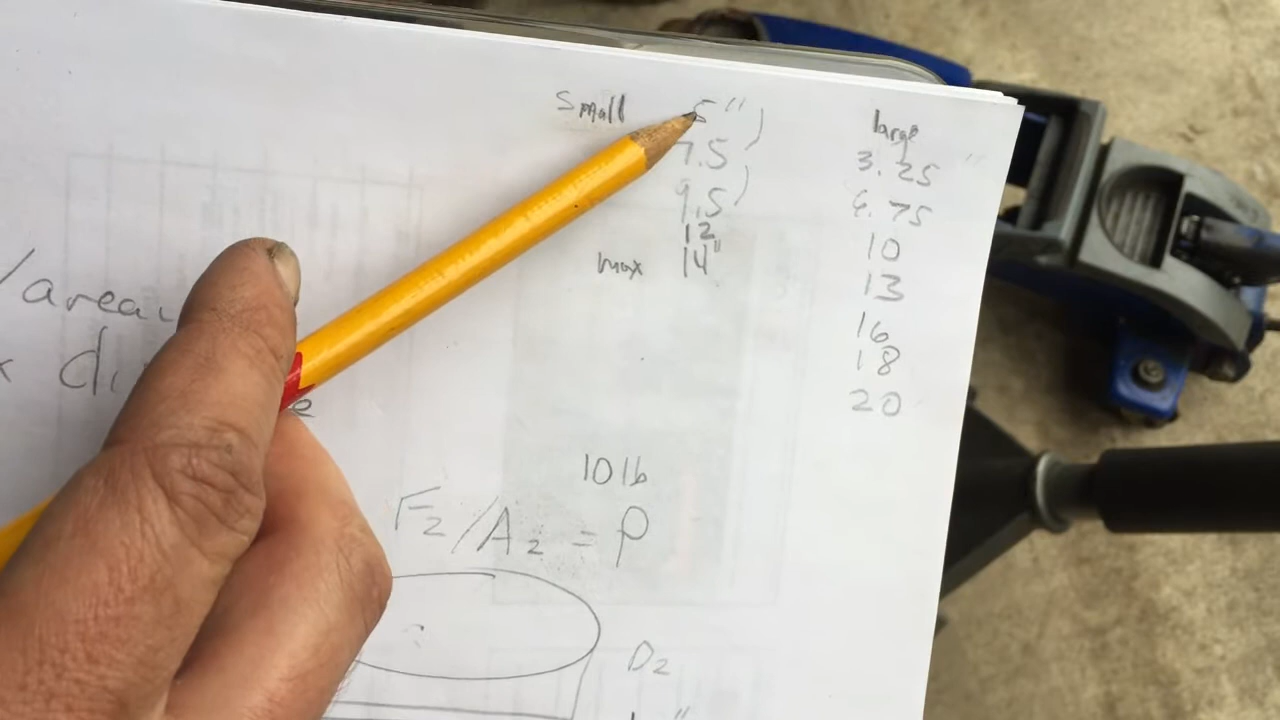 small 5"
7.5
9.5
12
max 14"
large
3.25"
6.75
10
13
16
18
20
/area
10 lb
F2/A2 = P
D2